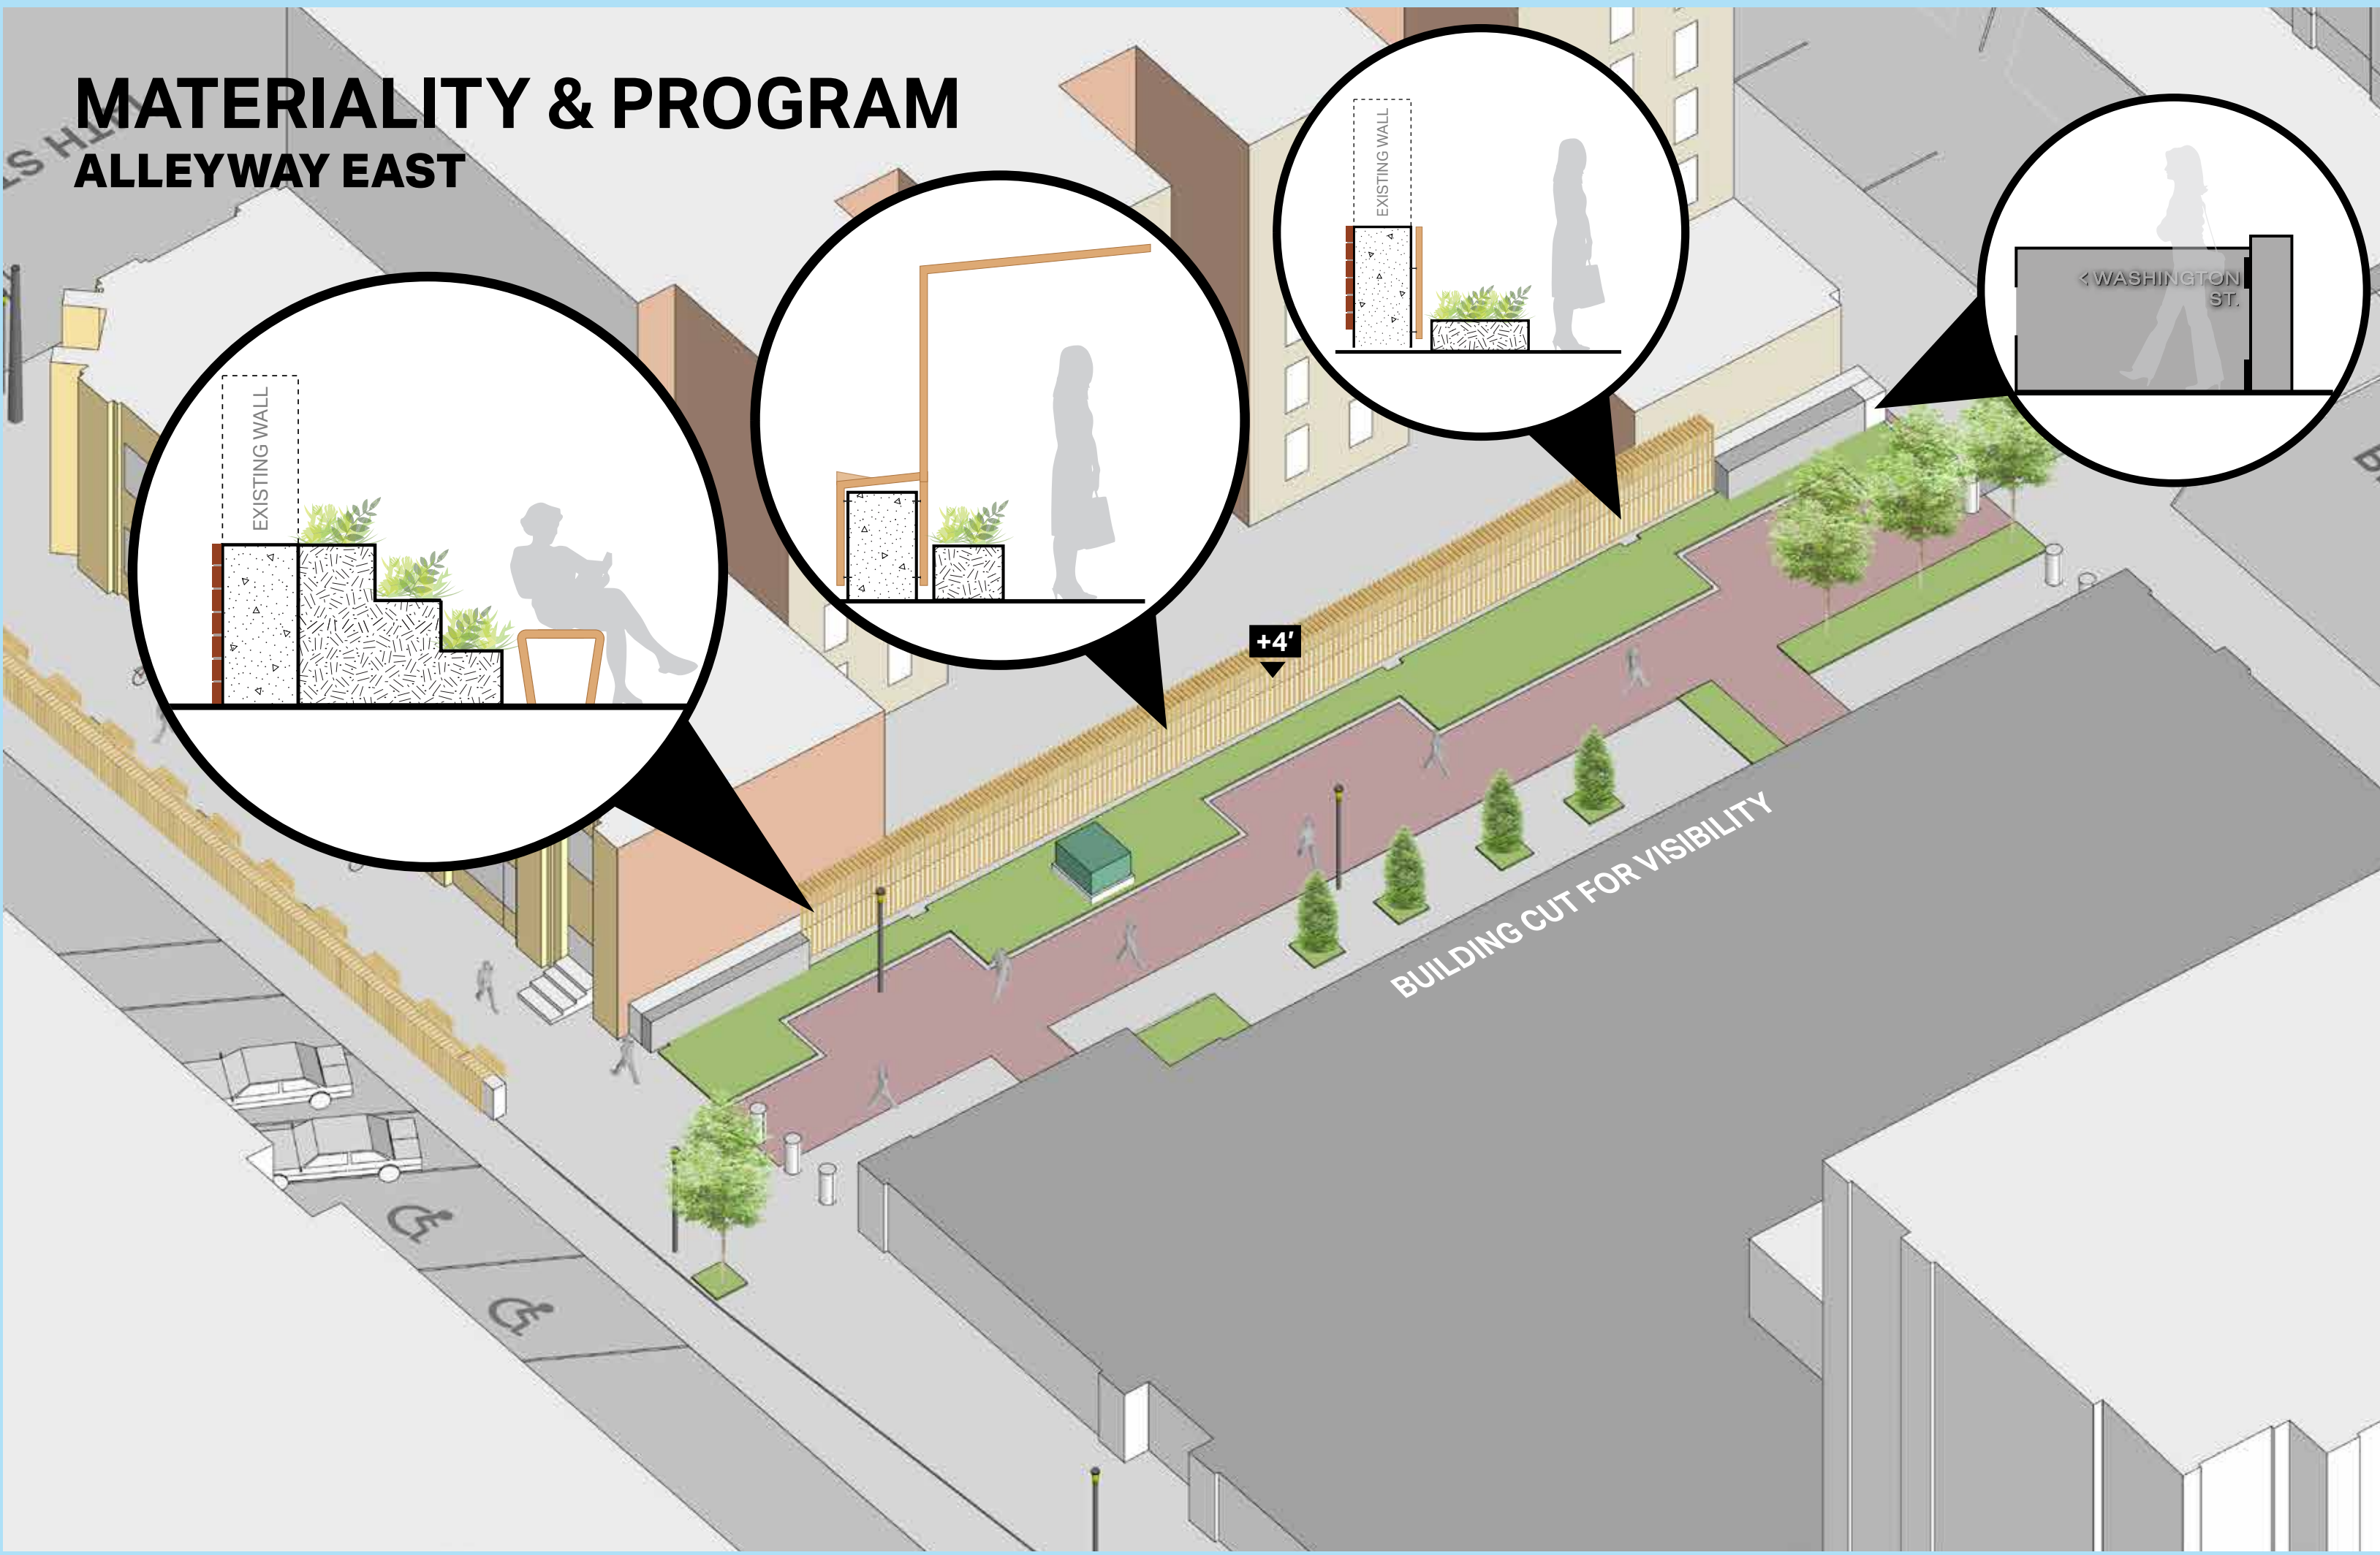 MATERIALITY & PROGRAM
ALLEYWAY EAST
EXISTING WALL
EXISTING WALL
< WASHINGTON
ST.
+4'
BUILDING CUT FOR VISIBILITY